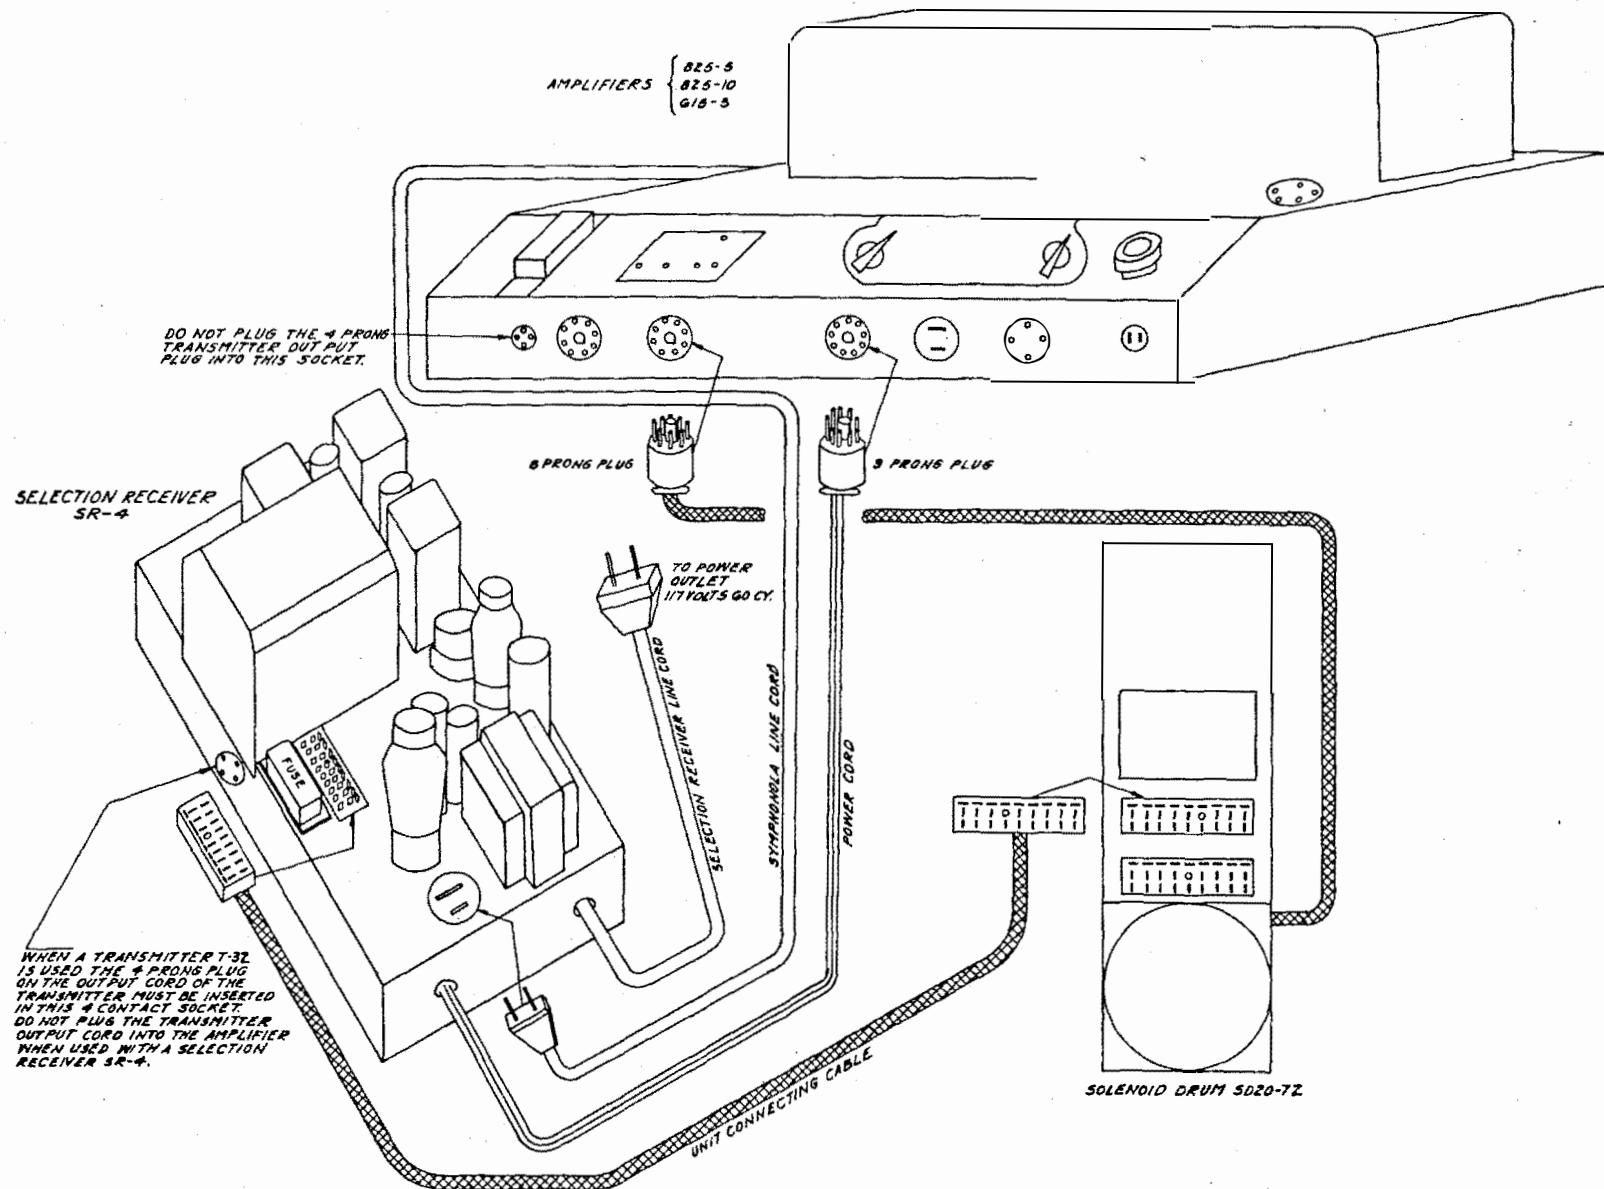 AMPLIFIERS
825-5
825-10
G15-5
DO NOT PLUG THE 4 PRONG
TRANSMITTER OUTPUT
PLUG INTO THIS SOCKET.
8 PRONG PLUG
9 PRONG PLUG
SELECTION RECEIVER
SR-4
TO POWER
OUTLET
117 VOLTS 60 CY.
SELECTION RECEIVER LINE CORD
SYMPHONOLA LINE CORD
POWER CORD
FUSE
WHEN A TRANSMITTER T-32
IS USED THE 4 PRONG PLUG
ON THE OUTPUT CORD OF THE
TRANSMITTER MUST BE INSERTED
IN THIS 4 CONTACT SOCKET.
DO NOT PLUG THE TRANSMITTER
OUTPUT CORD INTO THE AMPLIFIER
WHEN USED WITH A SELECTION
RECEIVER SR-4.
UNIT CONNECTING CABLE
SOLENOID DRUM SD20-72